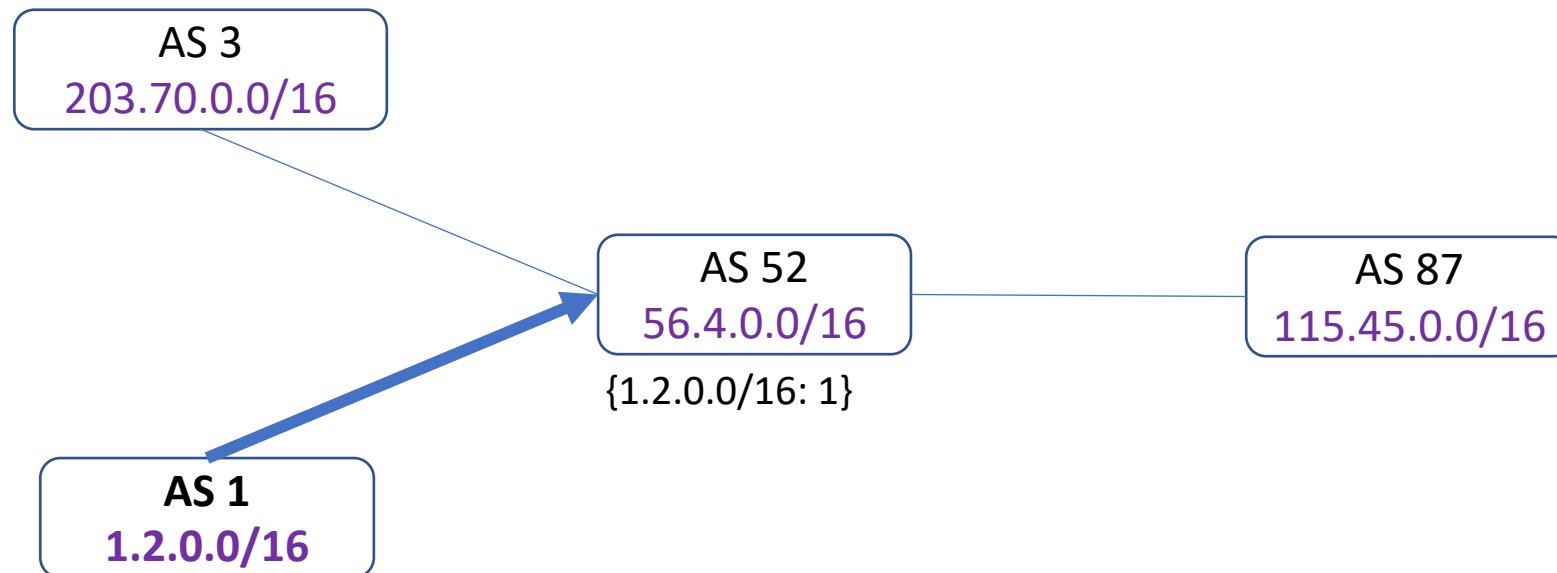 AS 3
203.70.0.0/16
AS 52
56.4.0.0/16
{1.2.0.0/16: 1}
AS 87
115.45.0.0/16
AS 1
1.2.0.0/16